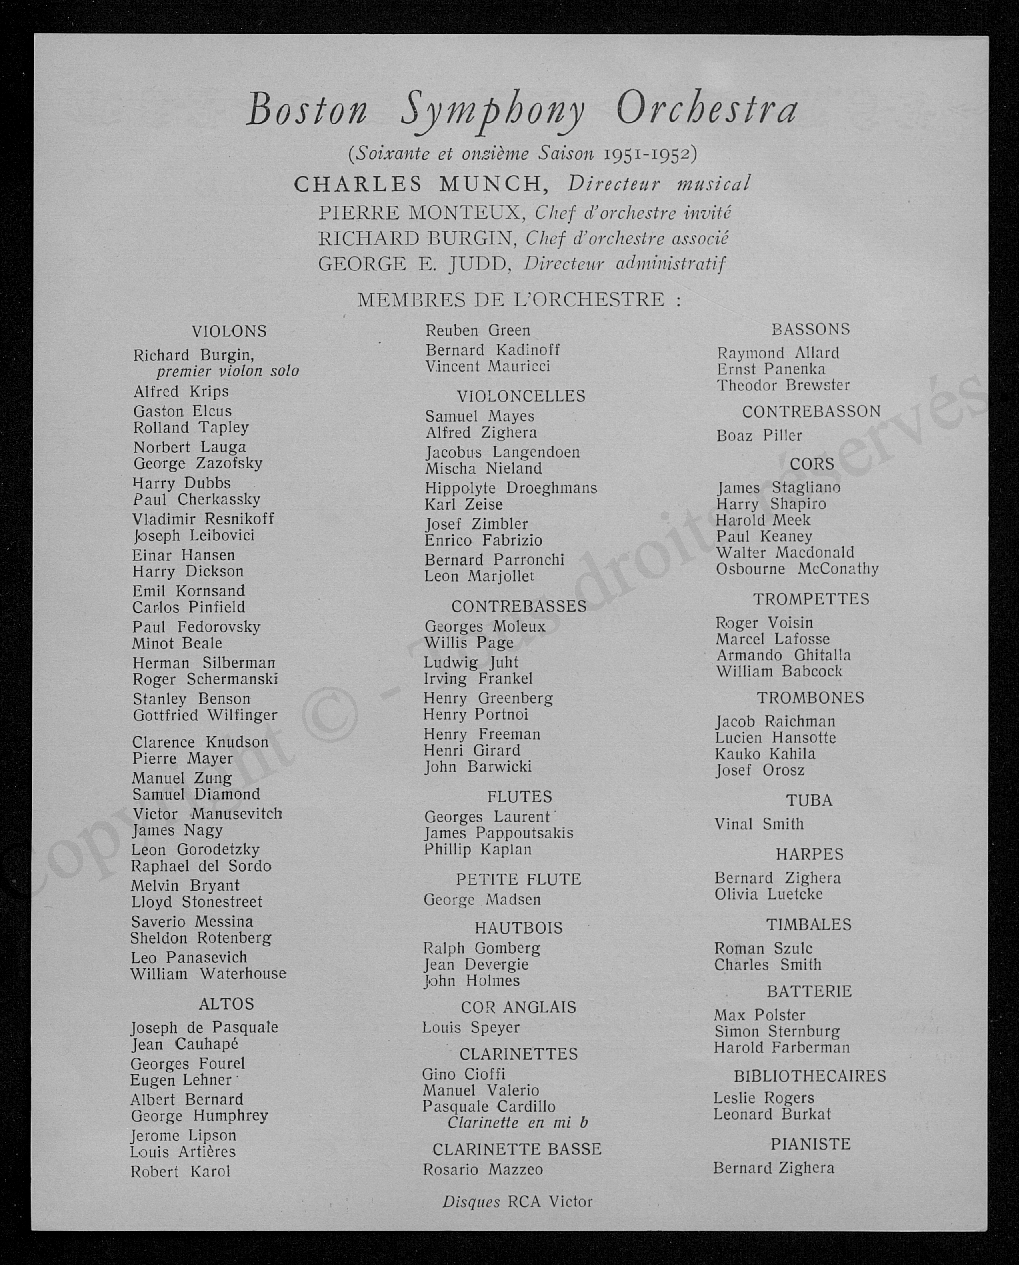 Boston Symphony Orchestra
(Soixante et onzième Saison 1951-1952)
CHARLES MUNCH, Directeur musical
PIERRE MONTEUX, Chef d'orchestre invité
RICHARD BURGIN, Chef d'orchestre associé
GEORGE E. JUDD, Directeur administratif
MEMBRES DE L'ORCHESTRE :
VIOLONS
Richard Burgin,
premier violon solo
Alfred Krips
Gaston Elcus
Rolland Tapley
Norbert Lauga
George Zazofsky
Harry Dubbs
Paul Cherkassky
Vladimir Resnikoff
Joseph Leibovici
Einar Hansen
Harry Dickson
Emil Kornsand
Carlos Pinfield
Paul Fedorovsky
Minot Beale
Herman Silberman
Roger Schermanski
Stanley Benson
Gottfried Wilfinger
Clarence Knudson
Pierre Mayer
Manuel Zung
Samuel Diamond
Victor Manusevitch
James Nagy
Leon Gorodetzky
Raphael del Sordo
Melvin Bryant
Lloyd Stonestreet
Saverio Messina
Sheldon Rotenberg
Leo Panasevich
William Waterhouse
ALTOS
Joseph de Pasquale
Jean Cauhapé
Georges Fourel
Eugen Lehner
Albert Bernard
George Humphrey
Jerome Lipson
Louis Artières
Robert Karol
Reuben Green
Bernard Kadinoff
Vincent Mauricci
VIOLONCELLES
Samuel Mayes
Alfred Zighera
Jacobus Langendoen
Mischa Nieland
Hippolyte Droeghmans
Karl Zeise
Josef Zimbler
Enrico Fabrizio
Bernard Parronchi
Leon Marjollet
CONTREBASSES
Georges Moleux
Willis Page
Ludwig Juht
Irving Frankel
Henry Greenberg
Henry Portnoi
Henry Freeman
Henri Girard
John Barwicki
FLUTES
Georges Laurent
James Pappoutsakis
Phillip Kaplan
PETITE FLUTE
George Madsen
HAUTBOIS
Ralph Gomberg
Jean Devergie
John Holmes
COR ANGLAIS
Louis Speyer
CLARINETTES
Gino Cioffi
Manuel Valerio
Pasquale Cardillo
Clarinette en mi b
CLARINETTE BASSE
Rosario Mazzeo
BASSONS
Raymond Allard
Ernst Panenka
Theodor Brewster
CONTREBASSON
Boaz Piller
CORS
James Stagliano
Harry Shapiro
Harold Meek
Paul Keaney
Walter Macdonald
Osbourne McConathy
TROMPETTES
Roger Voisin
Marcel Lafosse
Armando Ghitalla
William Babcock
TROMBONES
Jacob Raichman
Lucien Hansotte
Kauko Kahila
Josef Orosz
TUBA
Vinal Smith
HARPES
Bernard Zighera
Olivia Luetcke
TIMBALES
Roman Szulc
Charles Smith
BATTERIE
Max Polster
Simon Sternburg
Harold Farberman
BIBLIOTHECAIRES
Leslie Rogers
Leonard Burkat
PIANISTE
Bernard Zighera
Disques RCA Victor
Copyright © - Tous droits réservés